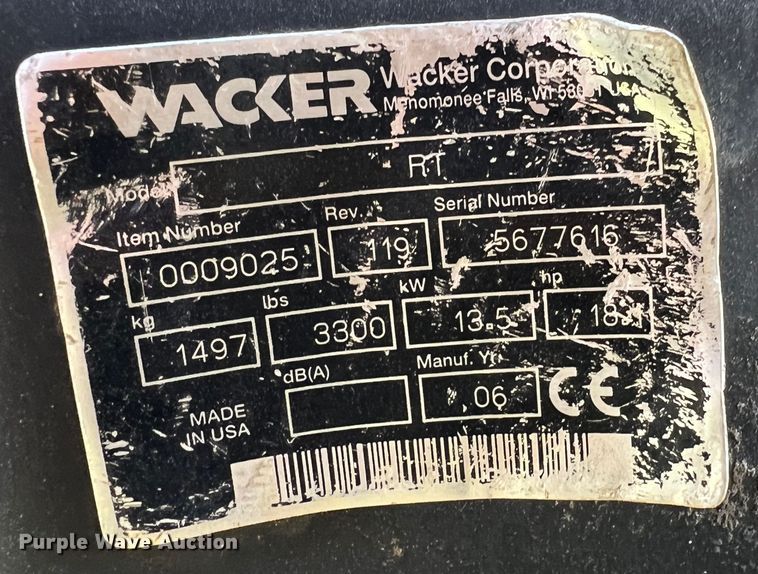 WACKER
Wacker Corporation
Menomonee Falls, WI USA
Model RT
Item Number Rev. Serial Number
0009025 119 5677616
kg lbs kW hp
1497 3300 13.5
dB(A) Manuf. Yr.
06 CE
MADE
IN USA
Purple Wave Auction